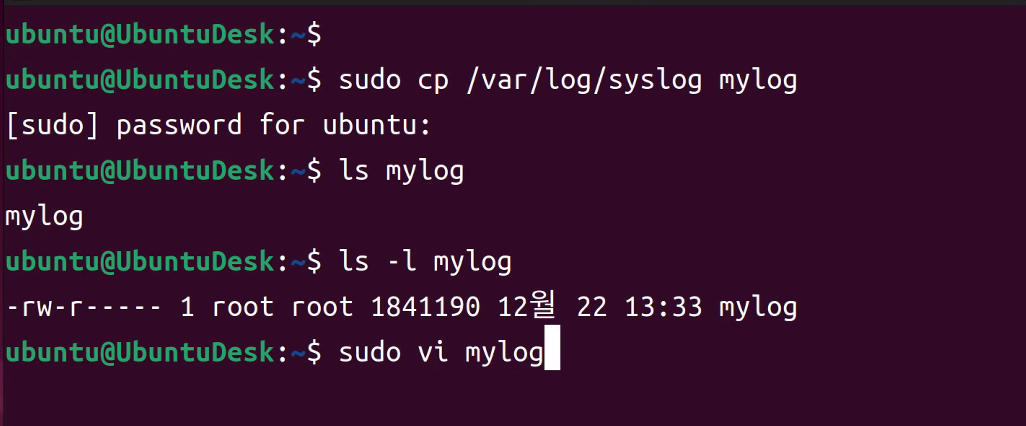 ubuntu@UbuntuDesk:~$
ubuntu@UbuntuDesk:~$ sudo cp /var/log/syslog mylog
[sudo] password for ubuntu:
ubuntu@UbuntuDesk:~$ ls mylog
mylog
ubuntu@UbuntuDesk:~$ ls -l mylog
-rw-r----- 1 root root 1841190 12월 22 13:33 mylog
ubuntu@UbuntuDesk:~$ sudo vi mylog